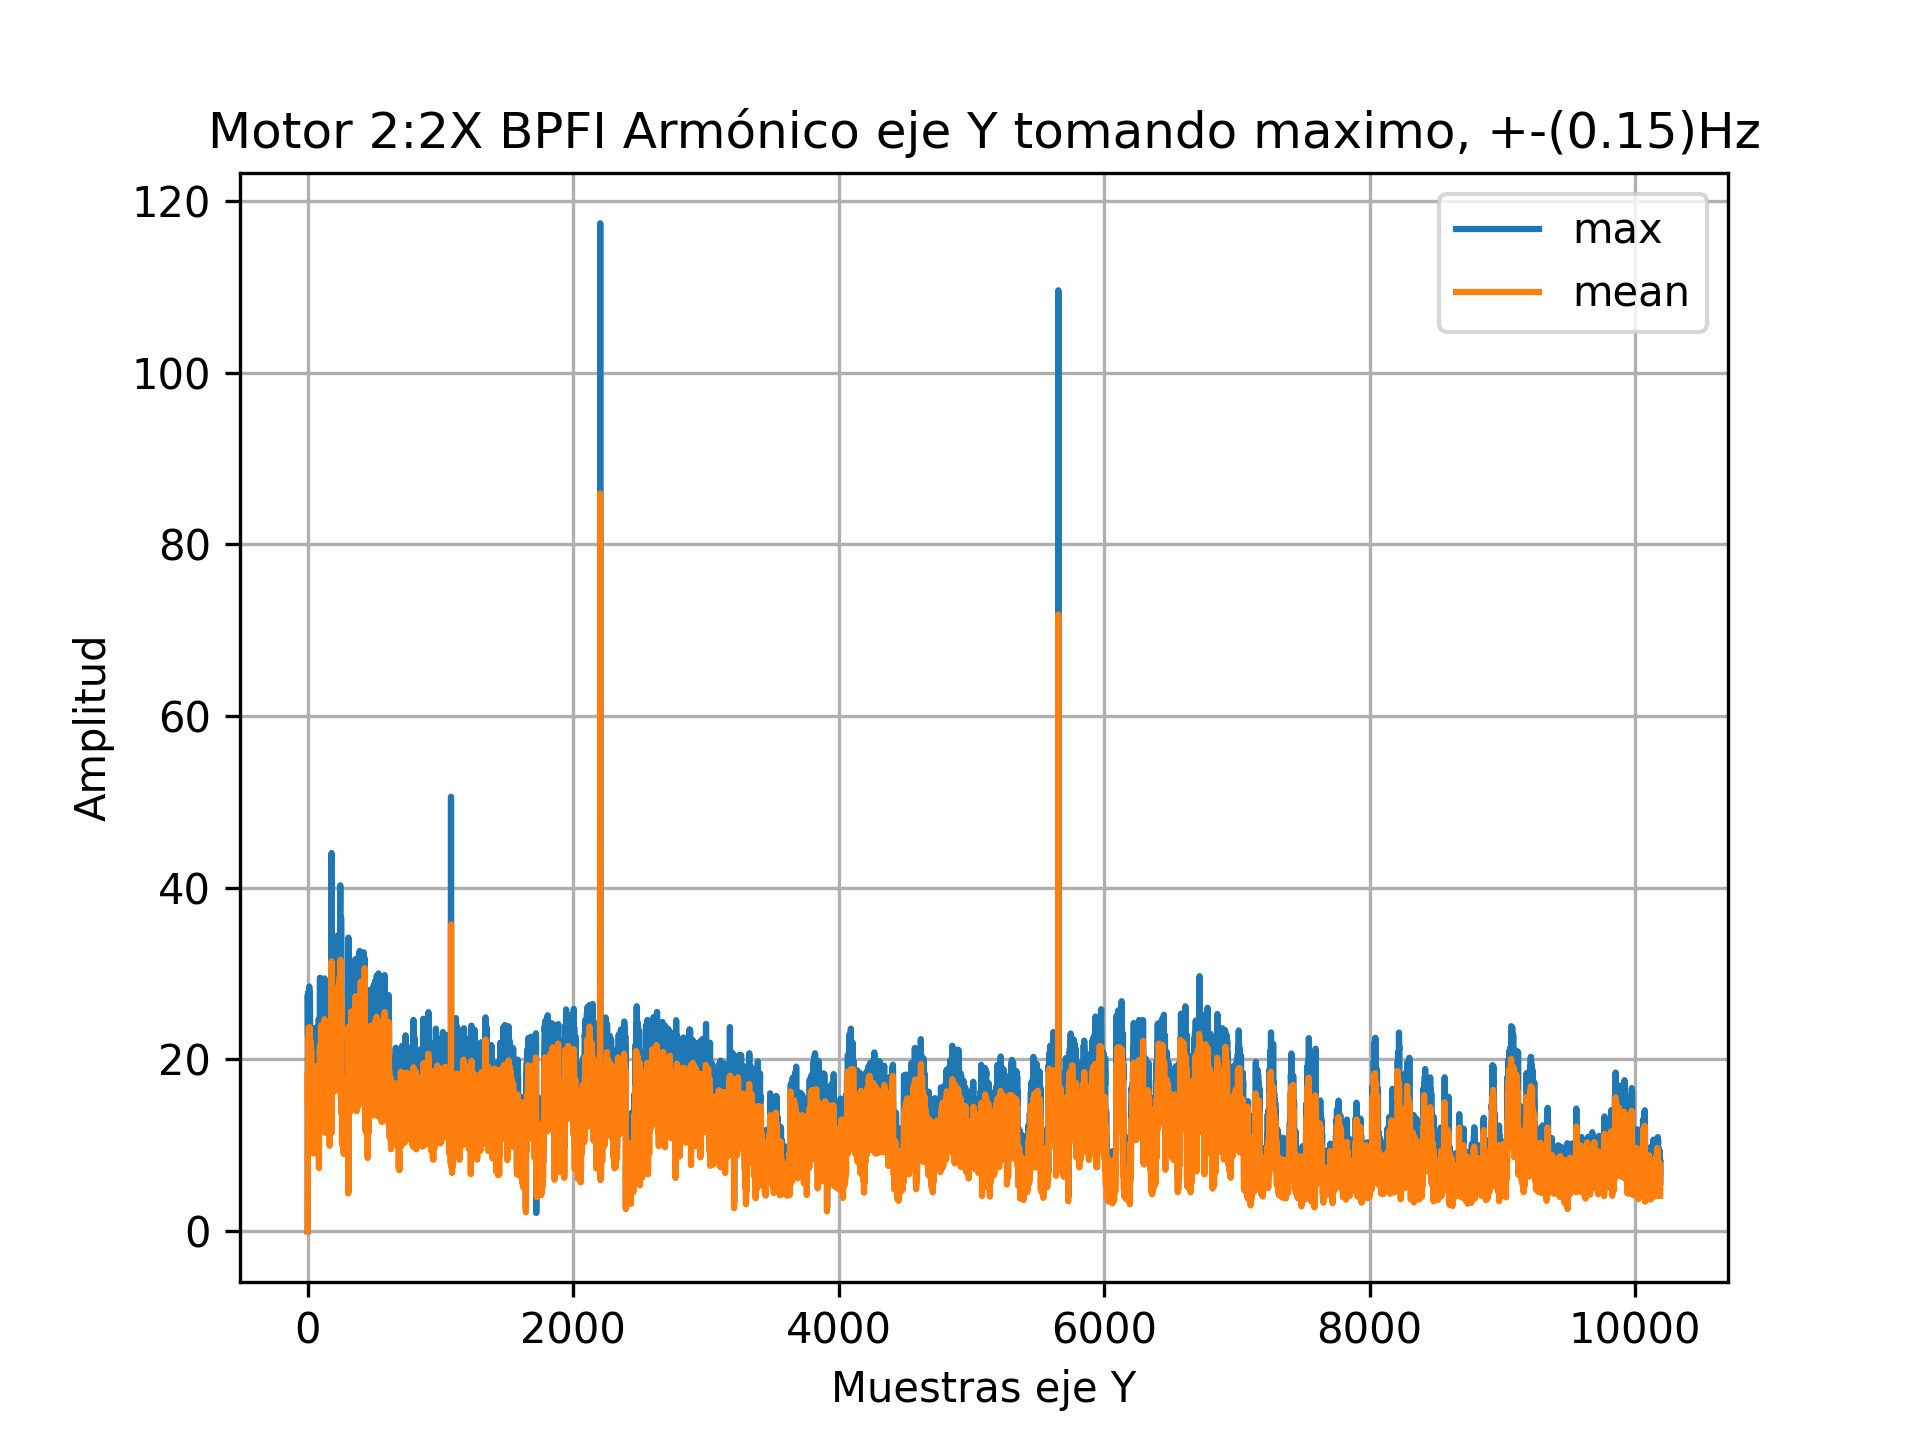 Motor 2:2X BPFI Armónico eje Y tomando maximo, +-(0.15)Hz
120
100
80
60
40
20
0
Amplitud
max
mean
0 2000 4000 6000 8000 10000
Muestras eje Y